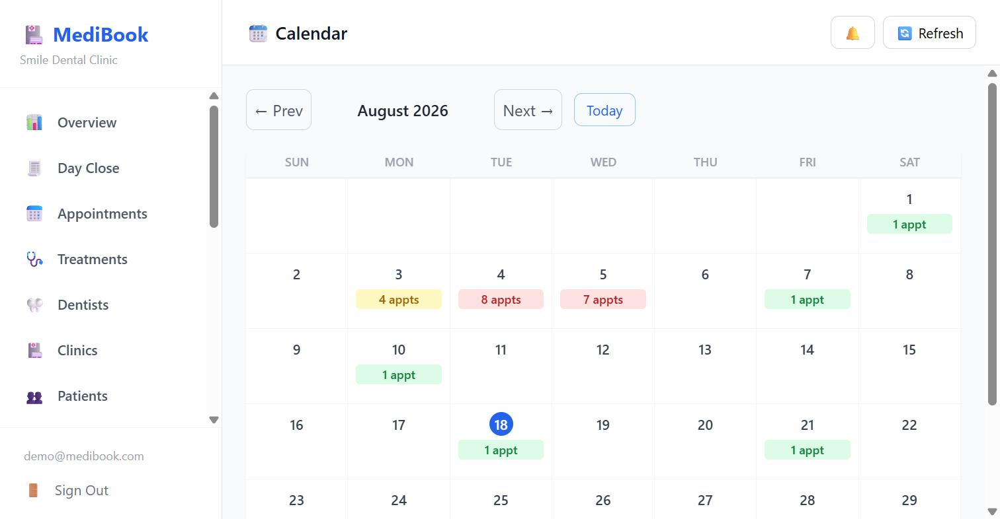 MediBook
Smile Dental Clinic
Overview
Day Close
Appointments
Treatments
Dentists
Clinics
Patients
demo@medibook.com
Sign Out
Calendar
Refresh
← Prev
August 2026
Next →
Today
SUN MON TUE WED THU FRI SAT
1
1 appt
2 3 4 5 6 7 8
4 appts 8 appts 7 appts 1 appt
9 10 11 12 13 14 15
1 appt
16 17 18 19 20 21 22
1 appt 1 appt
23 24 25 26 27 28 29